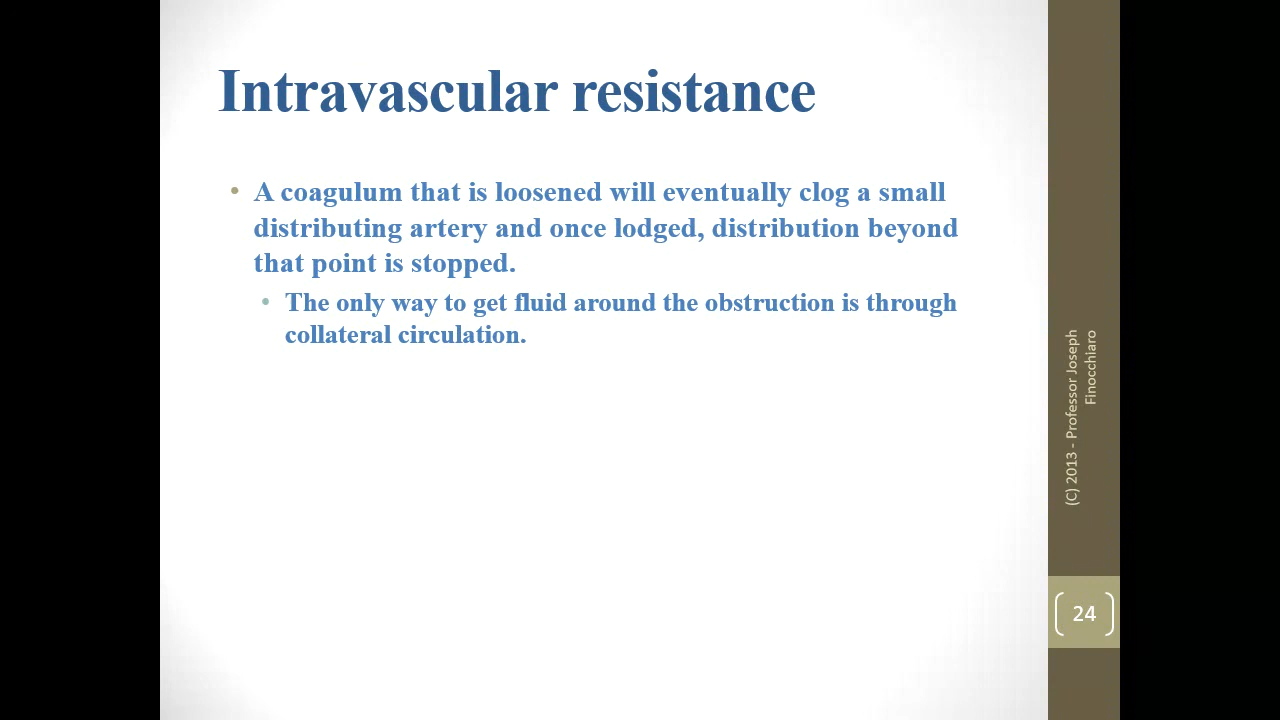 Intravascular resistance
• A coagulum that is loosened will eventually clog a small
distributing artery and once lodged, distribution beyond
that point is stopped.
• The only way to get fluid around the obstruction is through
collateral circulation.
(C) 2013 - Professor Joseph
Finocchiaro
24